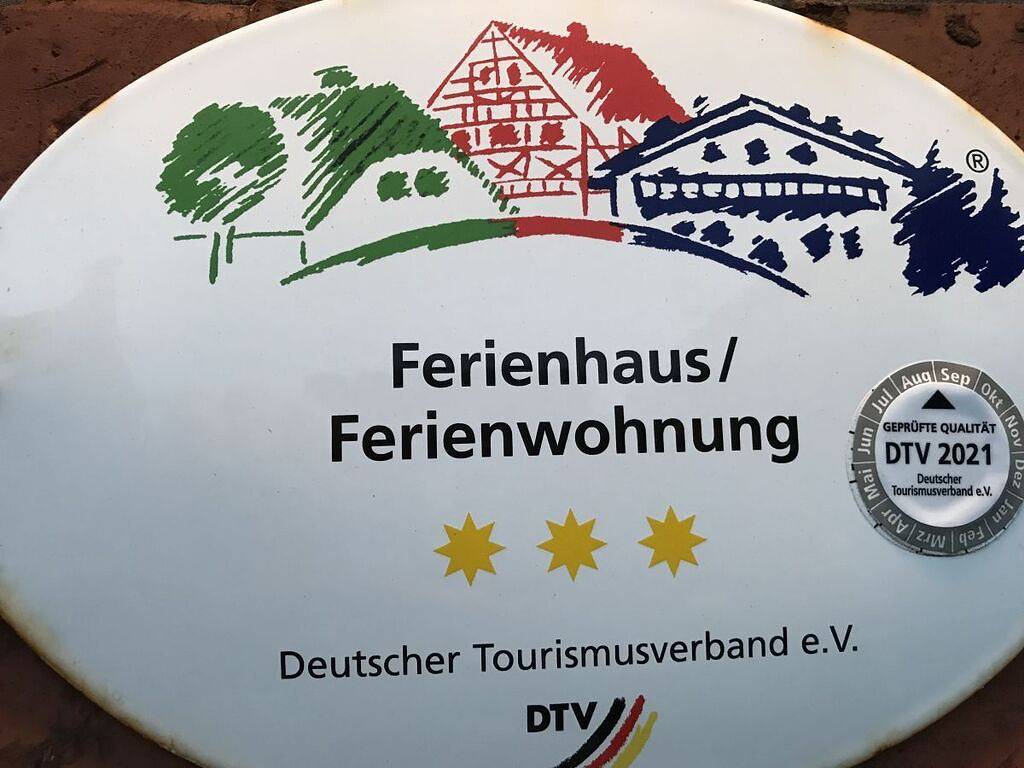 ®
Ferienhaus/
Ferienwohnung
Jan Feb Mrz Apr Mai Jun Jul Aug Sep Okt Nov Dez
GEPRÜFTE QUALITÄT
DTV 2021
Deutscher
Tourismusverband e.V.
Deutscher Tourismusverband e.V.
DTV